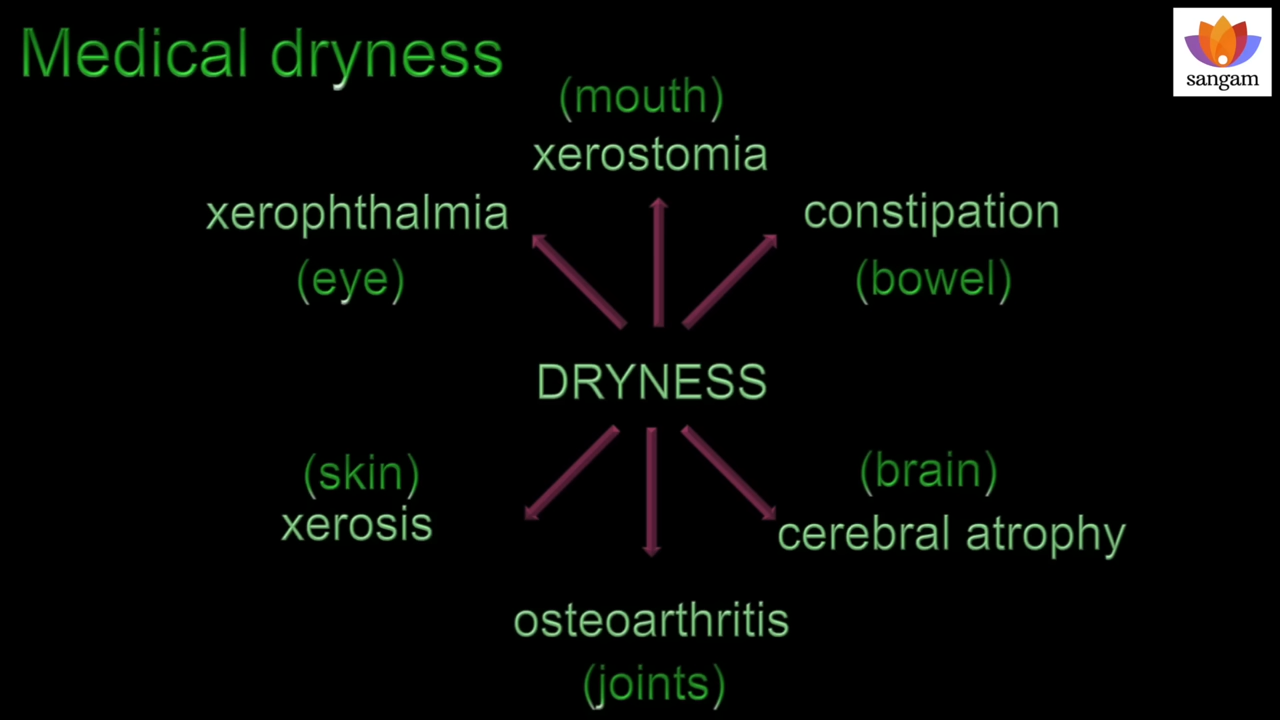 Medical dryness
sangam
(mouth)
xerostomia
xerophthalmia
(eye)
constipation
(bowel)
DRYNESS
(skin)
xerosis
(brain)
cerebral atrophy
osteoarthritis
(joints)